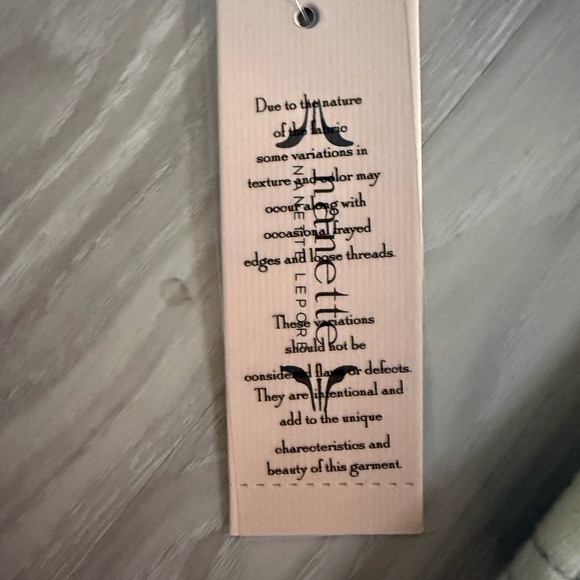 Due to the nature
of the fabric
some variations in
texture and color may
occur along with
occasional frayed
edges and loose threads.
These variations
should not be
considered flaws or defects.
They are intentional and
add to the unique
charecteristics and
beauty of this garment.
nanette
NANETTE LEPORE